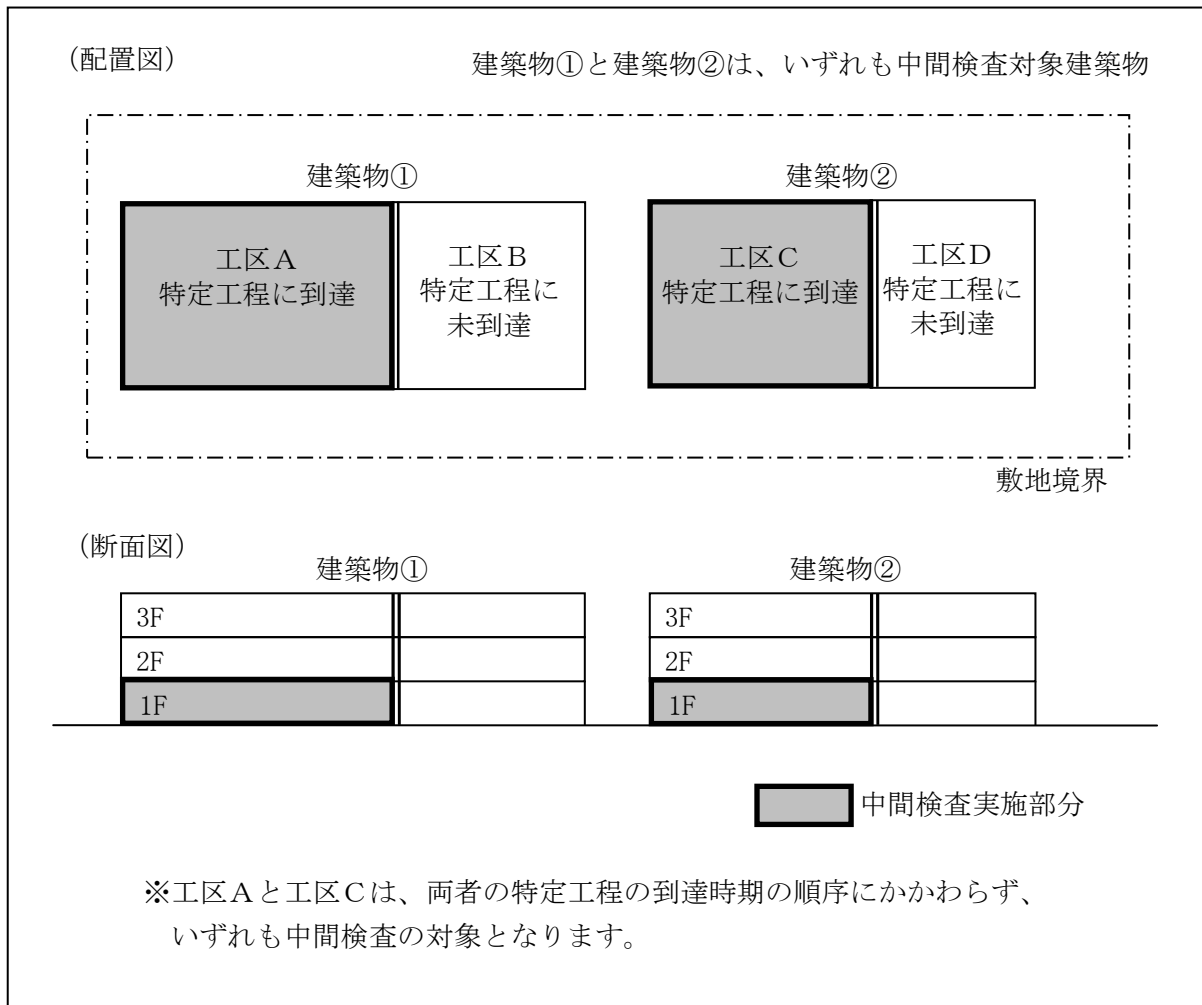 (配置図)
建築物①と建築物②は、いずれも中間検査対象建築物
建築物①
建築物②
工区A
特定工程に到達
工区B
特定工程に
未到達
工区C
特定工程に到達
工区D
特定工程に
未到達
敷地境界
(断面図)
建築物①
建築物②
3F
2F
1F
3F
2F
1F
中間検査実施部分
※工区Aと工区Cは、両者の特定工程の到達時期の順序にかかわらず、
いずれも中間検査の対象となります。